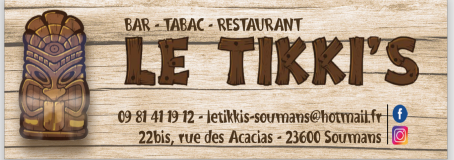 BAR - TABAC - RESTAURANT
LE TIKKI'S
09 81 41 19 12 - letikkis-soumans@hotmail.fr
22bis, rue des Acacias - 23600 Soumans